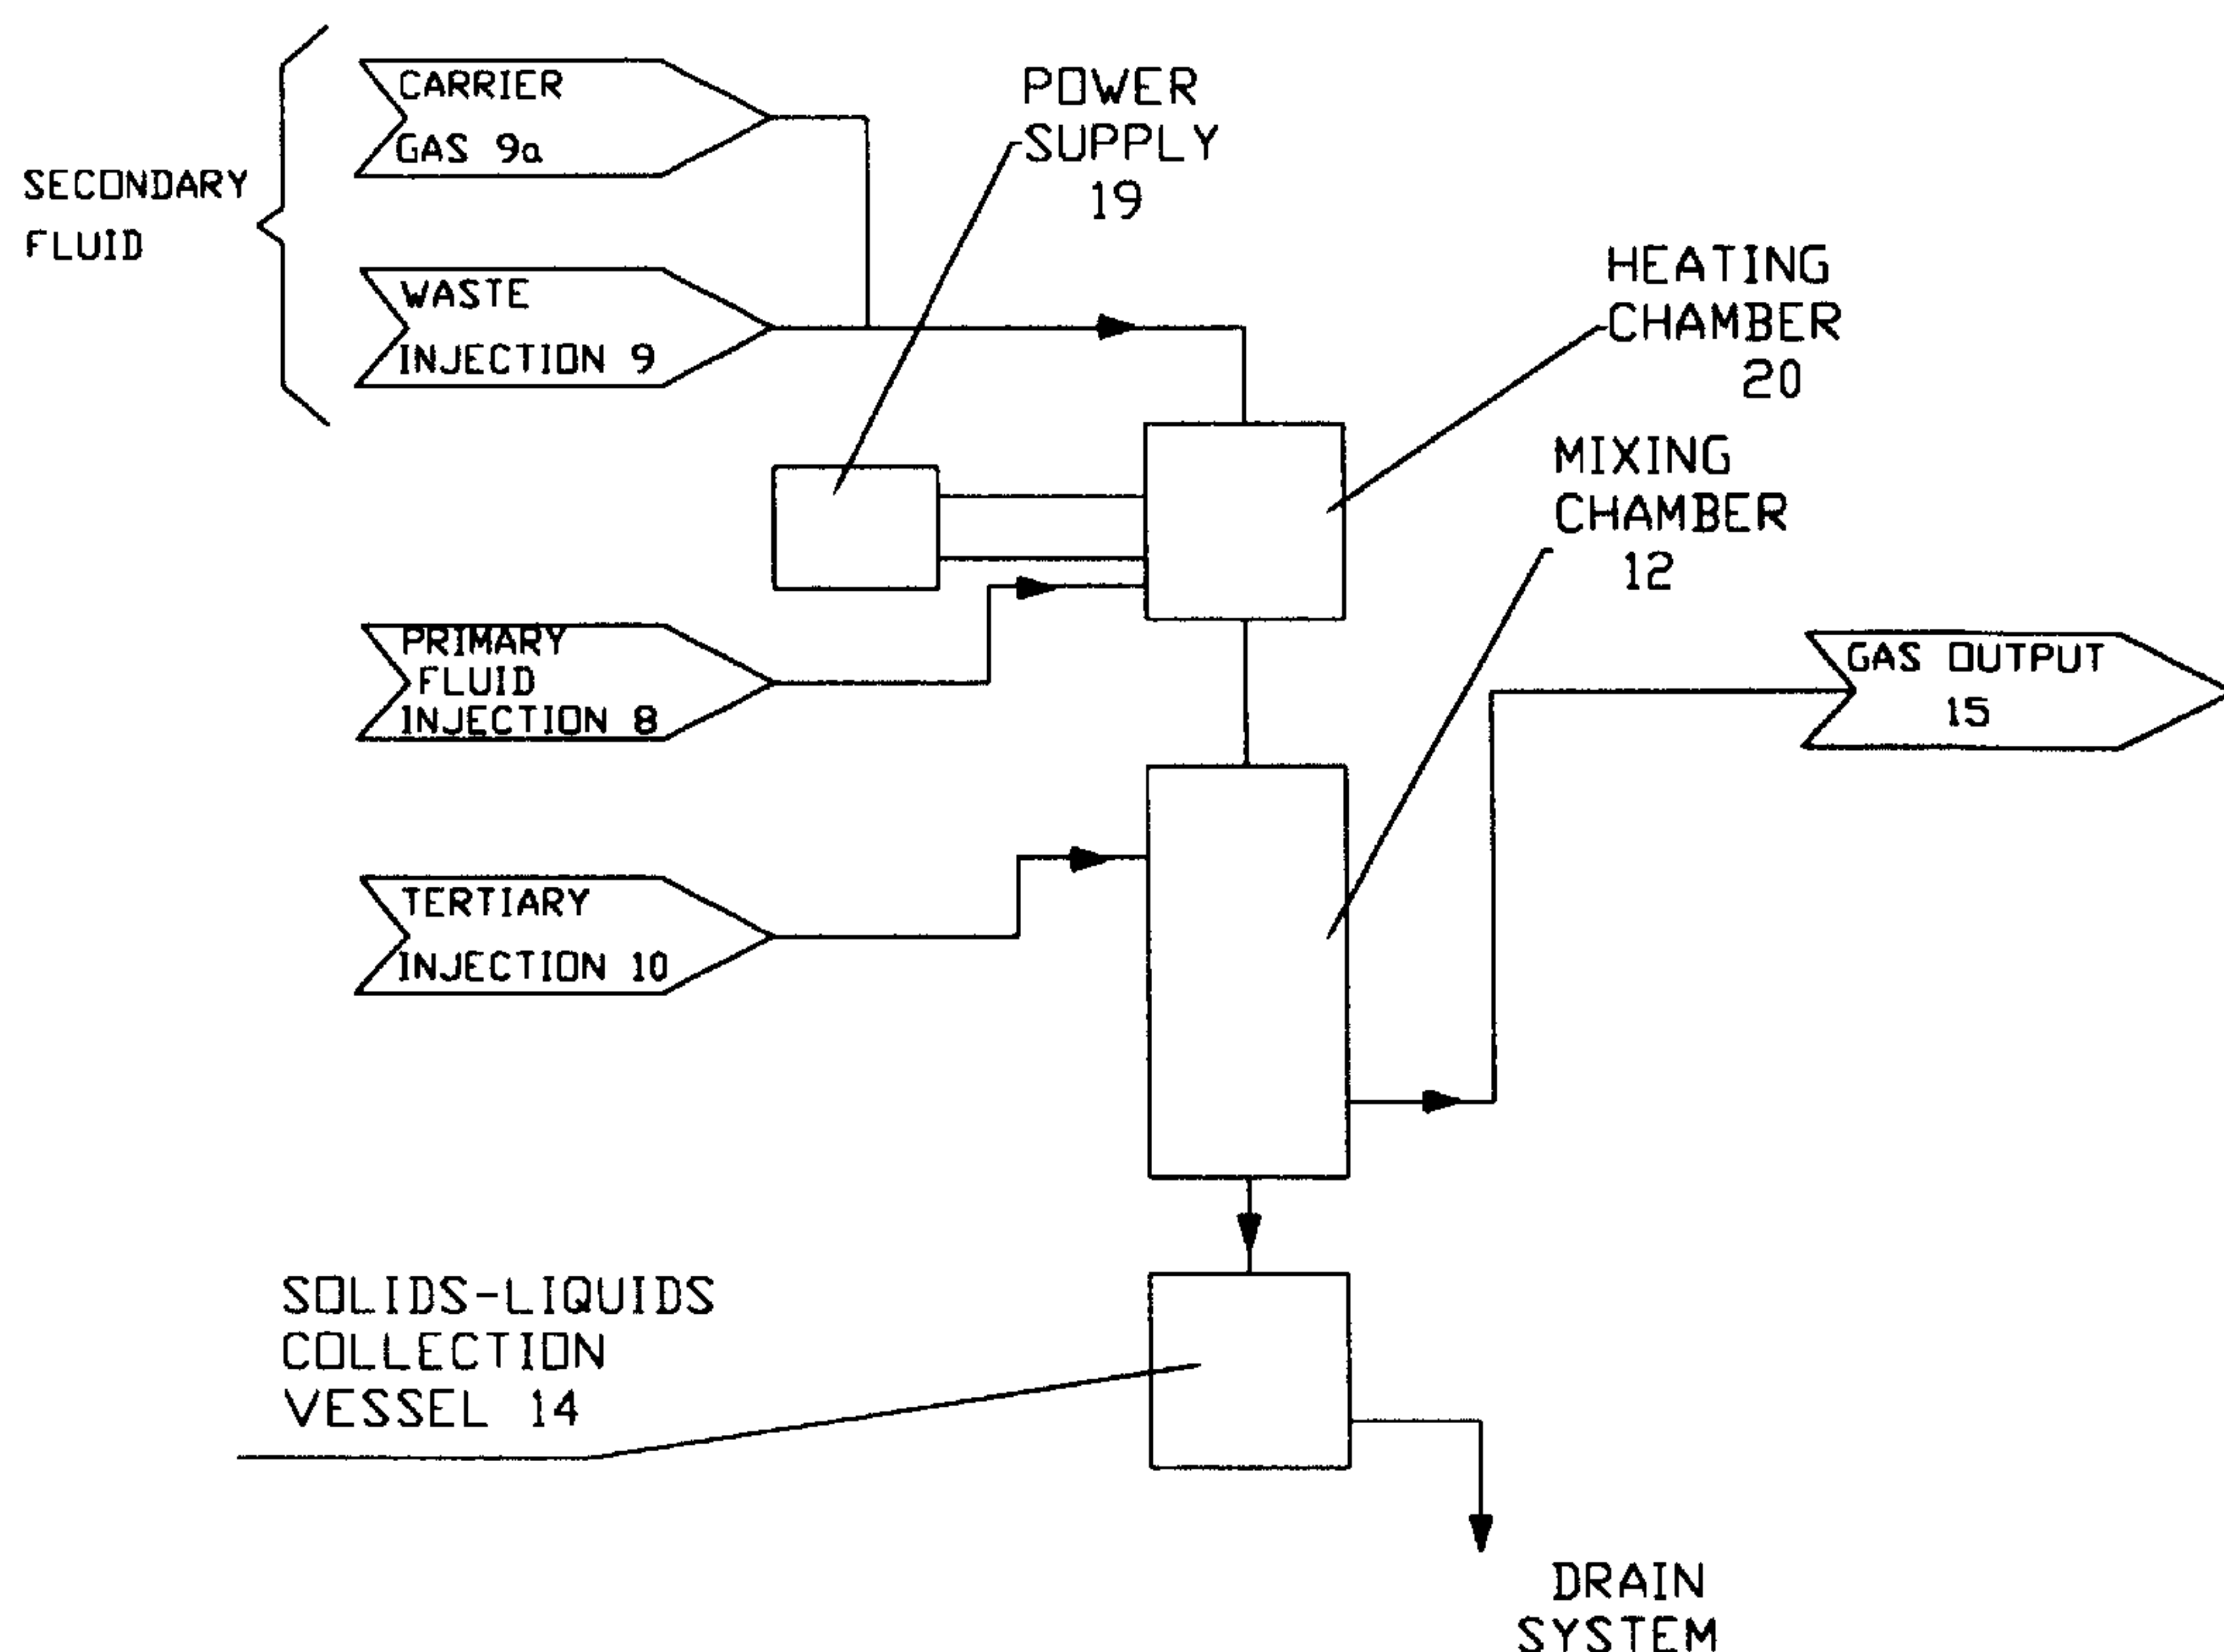 SECONDARY
FLUID
CARRIER
GAS 9a
WASTE
INJECTION 9
POWER
SUPPLY
19
HEATING
CHAMBER
20
MIXING
CHAMBER
12
PRIMARY
FLUID
INJECTION 8
GAS OUTPUT
15
TERTIARY
INJECTION 10
SOLIDS-LIQUIDS
COLLECTION
VESSEL 14
DRAIN
SYSTEM